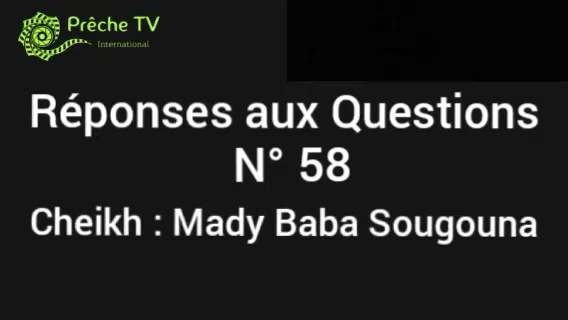 Prêche TV
International
Réponses aux Questions
N° 58
Cheikh : Mady Baba Sougouna